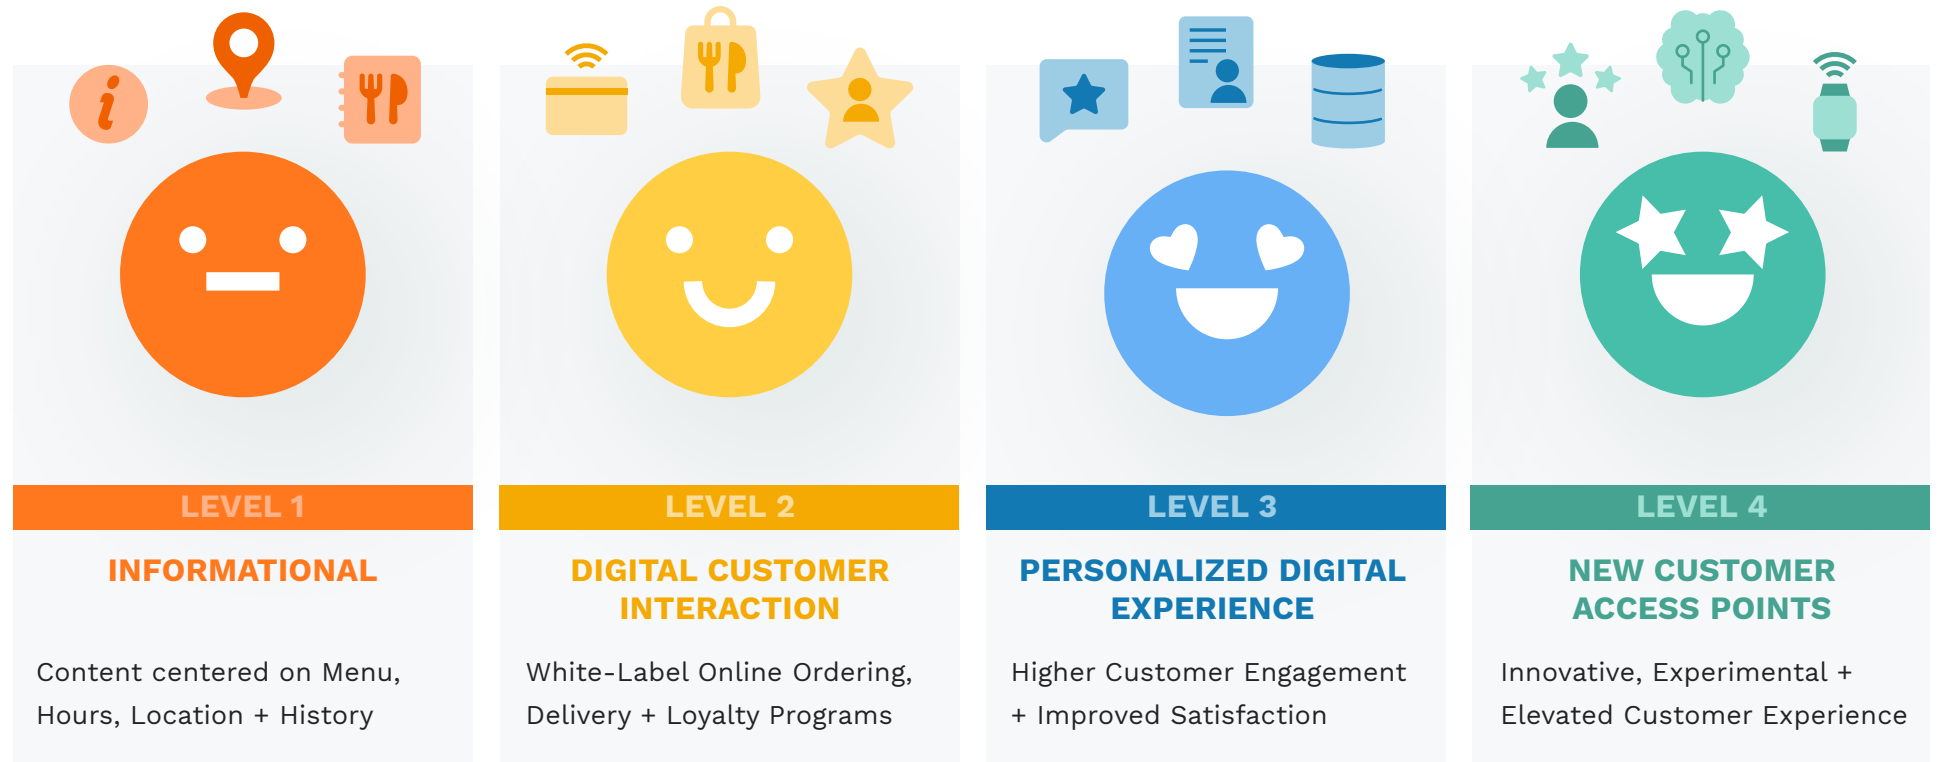 LEVEL 1
INFORMATIONAL
Content centered on Menu,
Hours, Location + History
LEVEL 2
DIGITAL CUSTOMER
INTERACTION
White-Label Online Ordering,
Delivery + Loyalty Programs
LEVEL 3
PERSONALIZED DIGITAL
EXPERIENCE
Higher Customer Engagement
+ Improved Satisfaction
LEVEL 4
NEW CUSTOMER
ACCESS POINTS
Innovative, Experimental +
Elevated Customer Experience